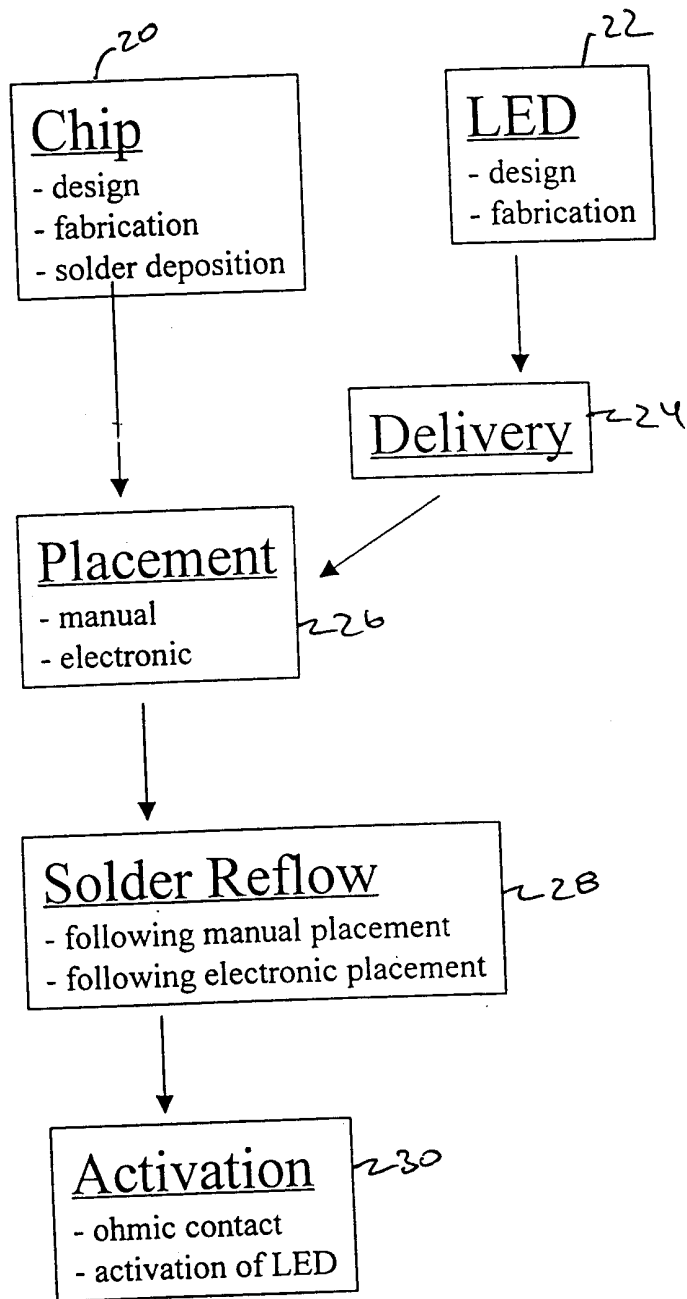 20
Chip
- design
- fabrication
- solder deposition
22
LED
- design
- fabrication
Delivery
24
Placement
- manual
- electronic
26
Solder Reflow
- following manual placement
- following electronic placement
28
Activation
- ohmic contact
- activation of LED
30